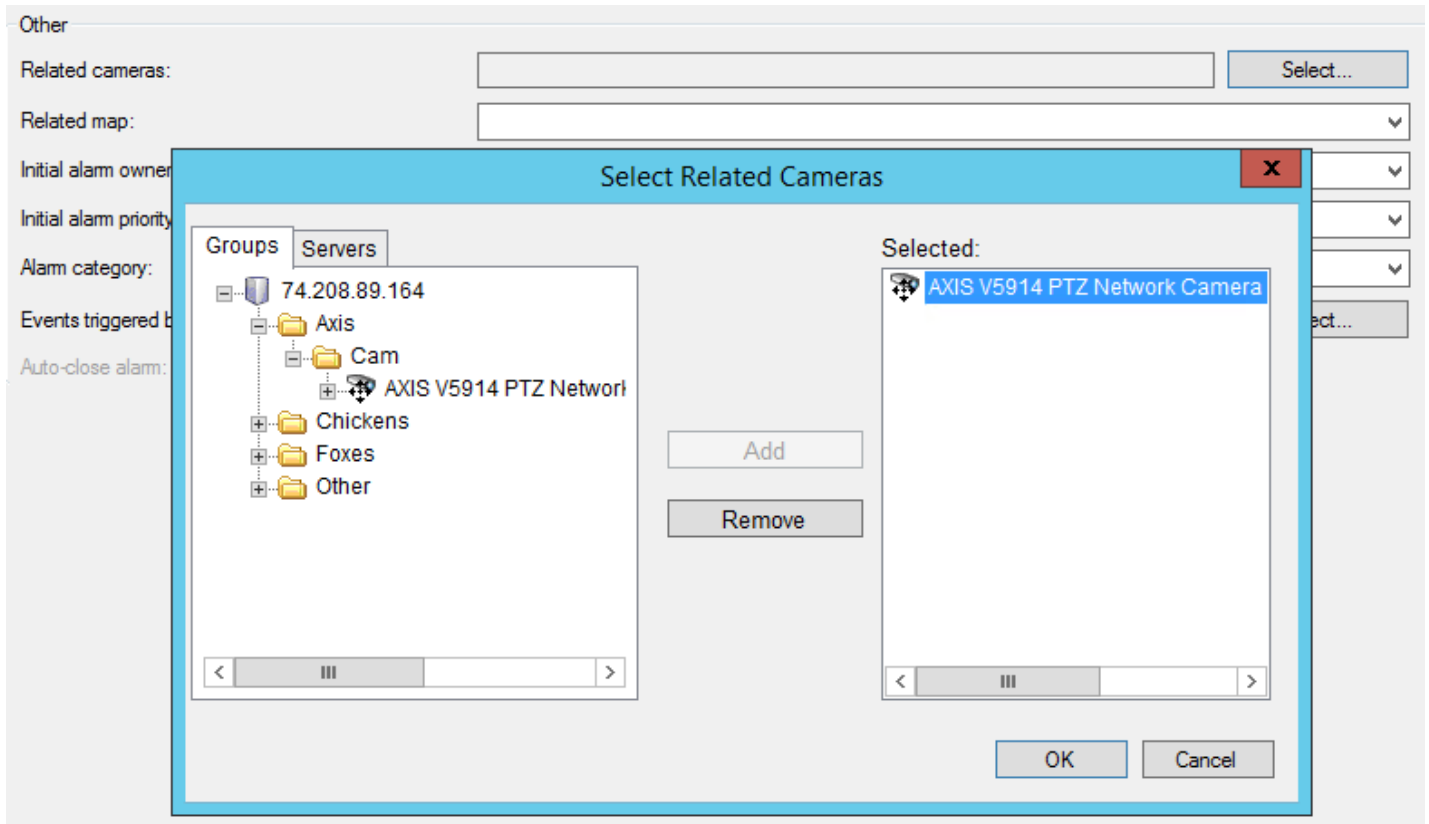 Other
Related cameras:
Select...
Related map:
Initial alarm owner
Initial alarm priority
Alarm category:
Events triggered b
ect...
Auto-close alarm:
Select Related Cameras
x
Groups
Servers
74.208.89.164
Axis
Cam
AXIS V5914 PTZ Network
Chickens
Foxes
Other
Add
Remove
Selected:
AXIS V5914 PTZ Network Camera
OK
Cancel